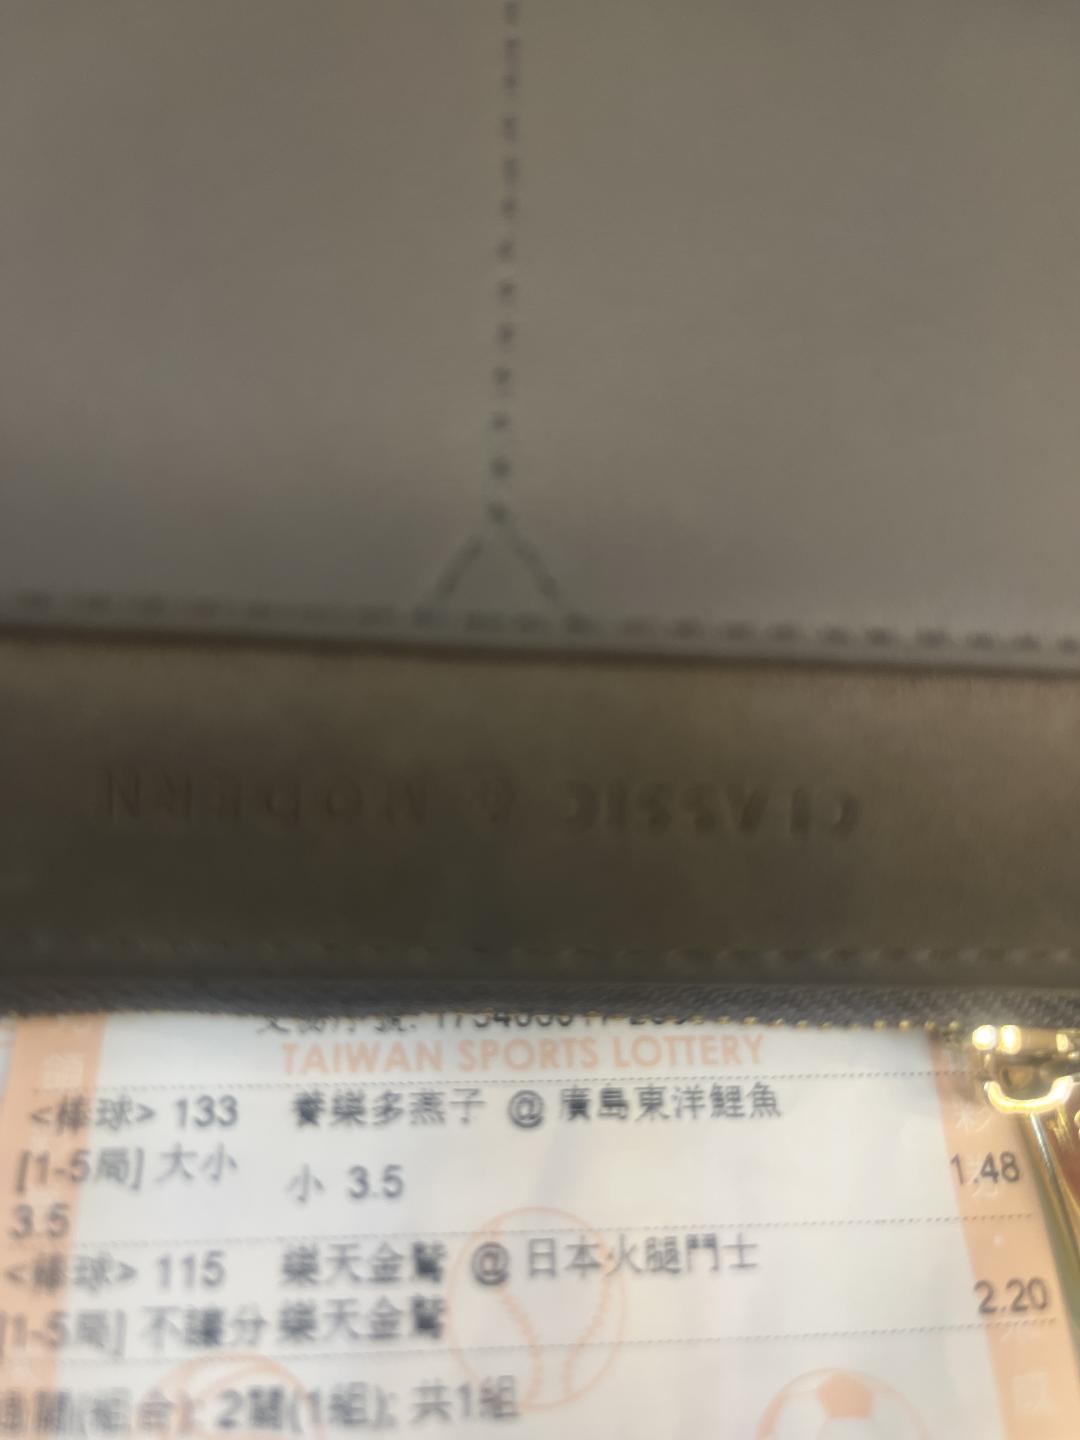 CLASSIC & MODERN
TAIWAN SPORTS LOTTERY
<棒球> 133 養樂多燕子 @ 廣島東洋鯉魚
[1-5局] 大小 小 3.5 1.48
3.5
<棒球> 115 樂天金鷲 @ 日本火腿鬥士
[1-5局] 不讓分 樂天金鷲 2.20
(組合): 2關(1組); 共1組